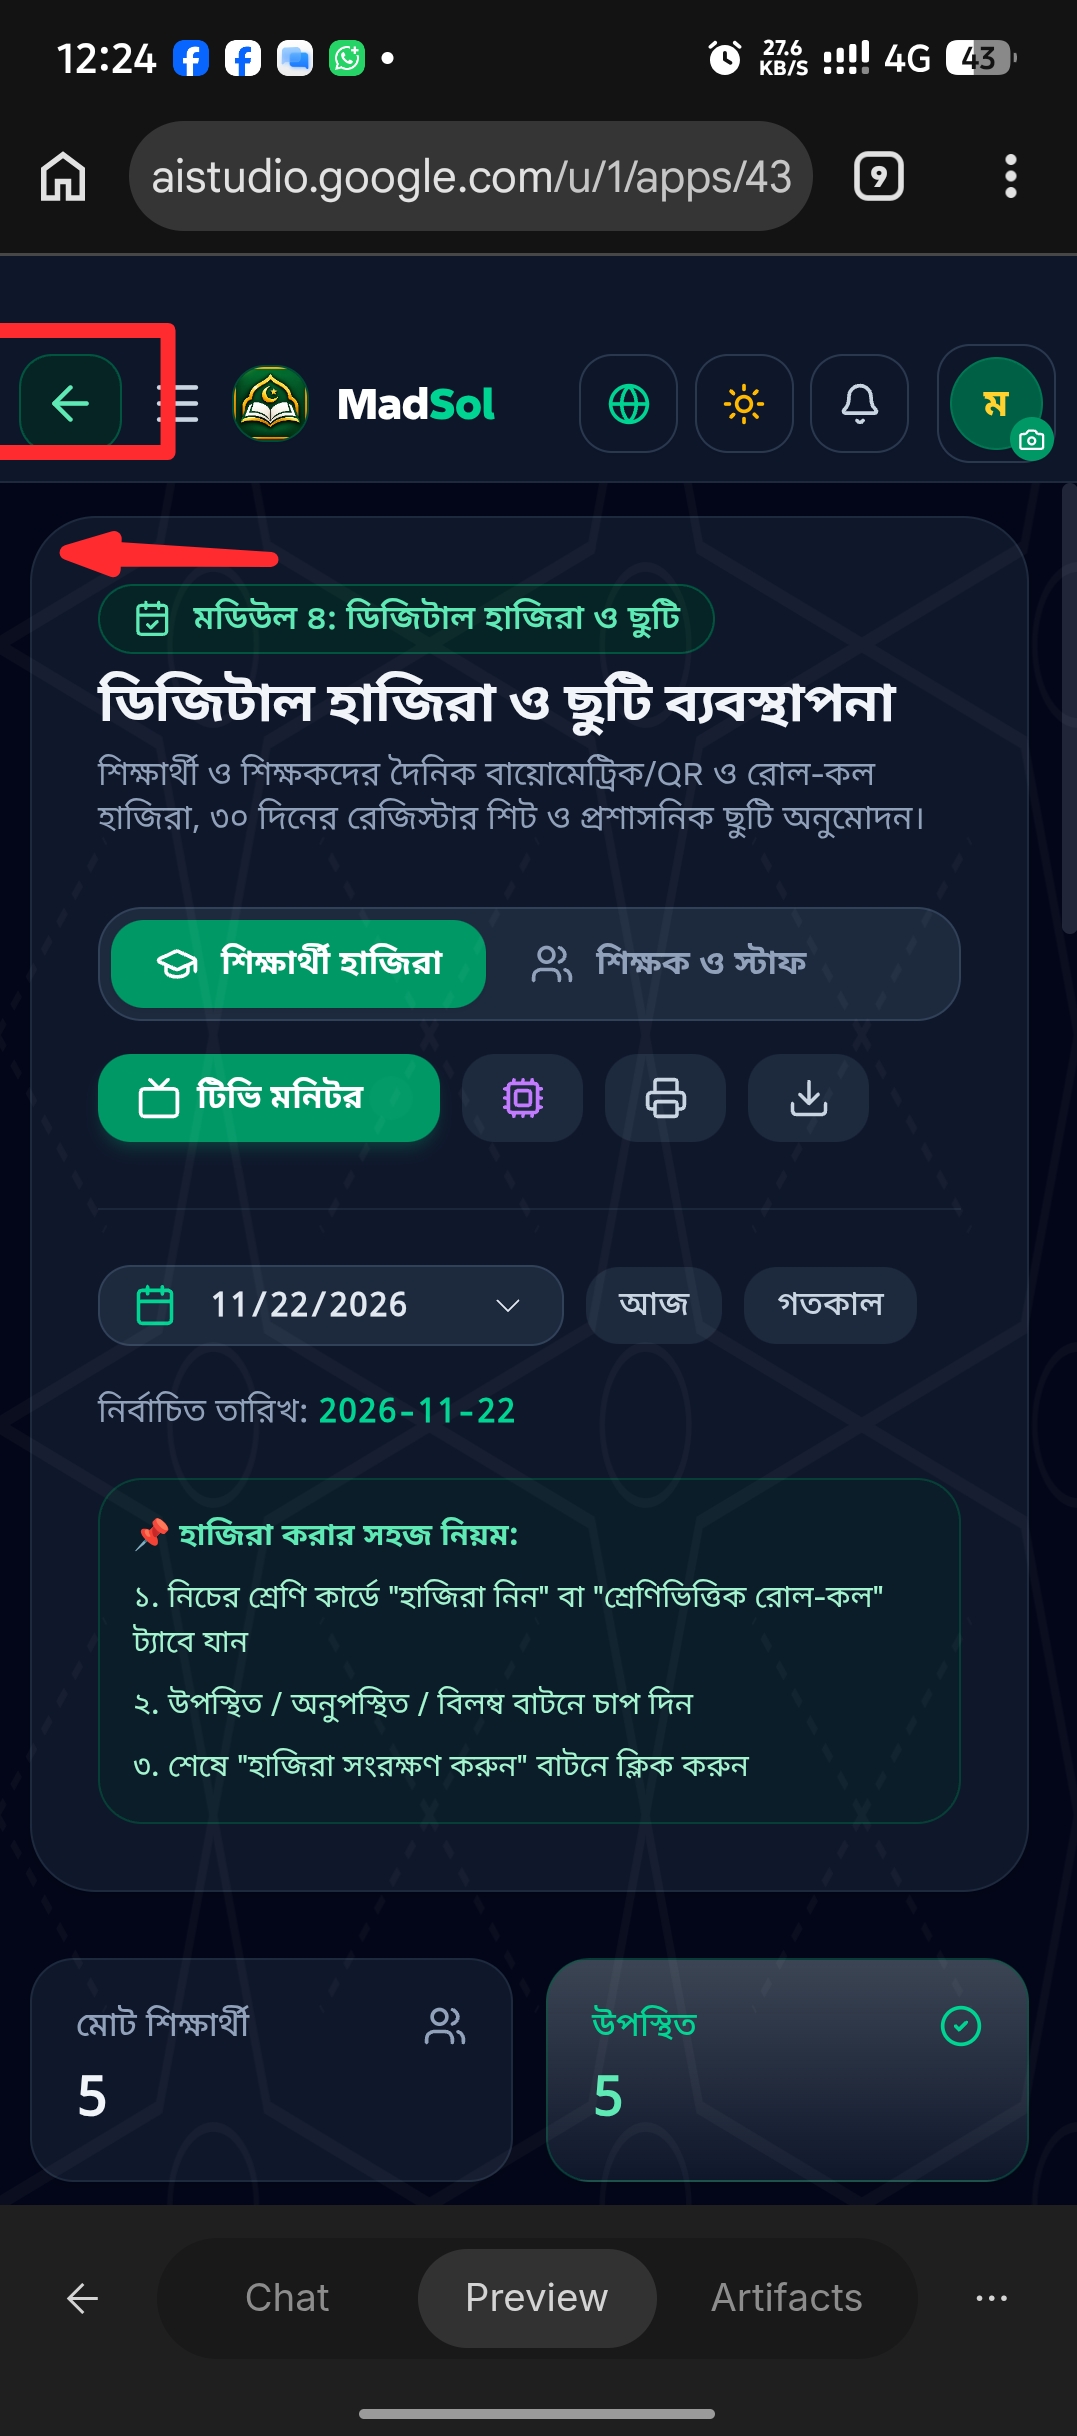 12:24
27.6 KB/S
4G
43
aistudio.google.com/u/1/apps/43
9
MadSol
ম
মডিউল ৪: ডিজিটাল হাজিরা ও ছুটি
ডিজিটাল হাজিরা ও ছুটি ব্যবস্থাপনা
শিক্ষার্থী ও শিক্ষকদের দৈনিক বায়োমেট্রিক/QR ও রোল-কল
হাজিরা, ৩০ দিনের রেজিস্টার শিট ও প্রশাসনিক ছুটি অনুমোদন।
শিক্ষার্থী হাজিরা
শিক্ষক ও স্টাফ
টিভি মনিটর
11/22/2026
আজ
গতকাল
নির্বাচিত তারিখ: 2026-11-22
📌 হাজিরা করার সহজ নিয়ম:
১. নিচের শ্রেণি কার্ডে "হাজিরা নিন" বা "শ্রেণিভিত্তিক রোল-কল"
ট্যাবে যান
২. উপস্থিত / অনুপস্থিত / বিলম্ব বাটনে চাপ দিন
৩. শেষে "হাজিরা সংরক্ষণ করুন" বাটনে ক্লিক করুন
মোট শিক্ষার্থী
5
উপস্থিত
5
Chat
Preview
Artifacts